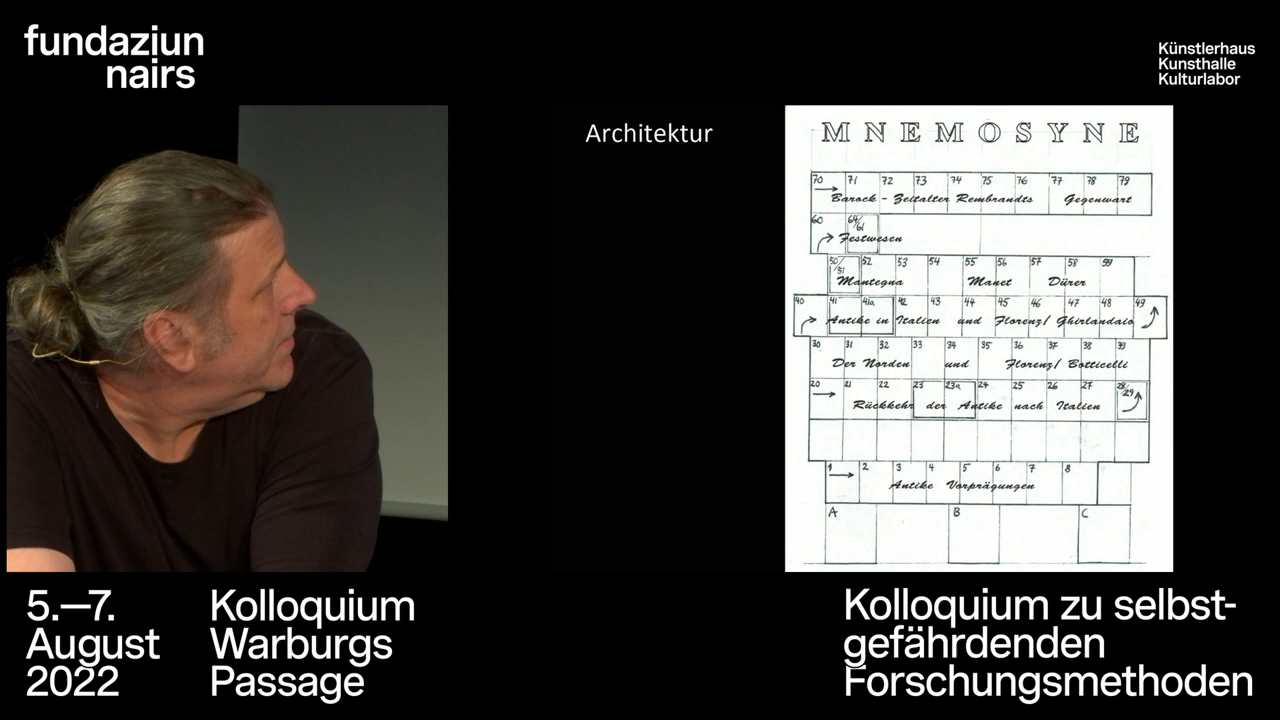 fundaziun
nairs
Künstlerhaus
Kunsthalle
Kulturlabor
Architektur
MNEMOSYNE
70 71 72 73 74 75 76 77 78 79
Barock - Zeitalter Rembrandts Gegenwart
60 61/64
Festwesen
50/51 52 53 54 55 56 57 58 59
Mantegna Manet Dürer
40 41 41a 42 43 44 45 46 47 48 49
Antike in Italien und Florenz/ Ghirlandaio
30 31 32 33 34 35 36 37 38 39
Der Norden und Florenz/ Botticelli
20 21 22 23 23a 24 25 26 27 28/29
Rückkehr der Antike nach Italien
1 2 3 4 5 6 7 8
Antike Vorprägungen
A B C
5.—7.
August
2022
Kolloquium
Warburgs
Passage
Kolloquium zu selbst-
gefährdenden
Forschungsmethoden